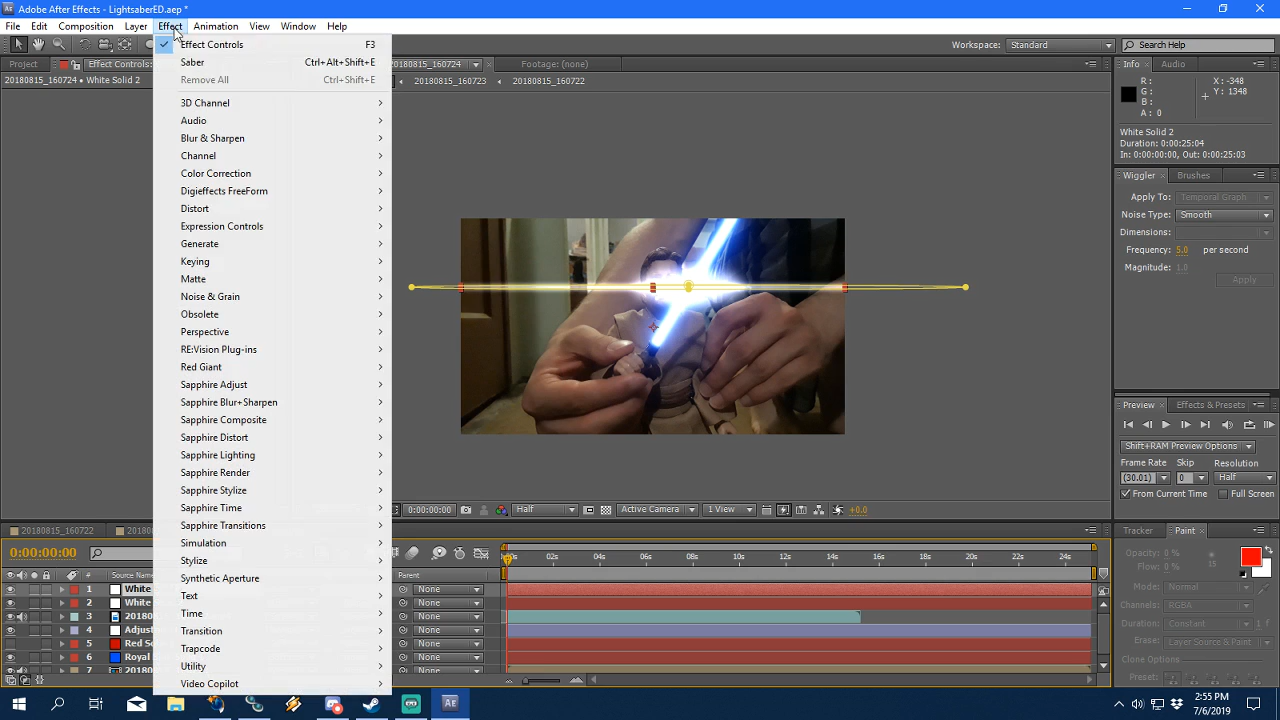 Adobe After Effects - LightsaberED.aep *
File Edit Composition Layer Effect Animation View Window Help
Workspace: Standard Search Help
Project Effect Controls: 20180815_160724 Footage: (none)
• White Solid 2
20180815_160723 20180815_160722
Effect Controls F3
Saber Ctrl+Alt+Shift+E
Remove All Ctrl+Shift+E
3D Channel
Audio
Blur & Sharpen
Channel
Color Correction
Digieffects FreeForm
Distort
Expression Controls
Generate
Keying
Matte
Noise & Grain
Obsolete
Perspective
RE:Vision Plug-ins
Red Giant
Sapphire Adjust
Sapphire Blur+Sharpen
Sapphire Composite
Sapphire Distort
Sapphire Lighting
Sapphire Render
Sapphire Stylize
Sapphire Time
Sapphire Transitions
Simulation
Stylize
Synthetic Aperture
Text
Time
Transition
Trapcode
Utility
Video Copilot
Info Audio
R : X : -348
G : Y : 1348
B :
A : 0
White Solid 2
Duration: 0:00:25:04
In: 0:00:00:00, Out: 0:00:25:03
Wiggler Brushes
Apply To: Temporal Graph
Noise Type: Smooth
Dimensions:
Frequency: 5.0 per second
Magnitude: 1.0
Apply
Preview Effects & Presets
Shift+RAM Preview Options
Frame Rate Skip Resolution
(30.01) 0 Half
From Current Time Full Screen
0:00:00:00 Half Active Camera 1 View +0.0
20180815_160722
0:00:00:00
# Source Name Parent
02s 04s 06s 08s 10s 12s 14s 16s 18s 20s 22s 24s
1 White None
2 White None
3 None
4 Adjust None
5 Red So None
6 Royal None
7 None
Tracker Paint
Opacity: 0 %
Flow: 0 % 15
Mode: Normal
Channels: RGBA
Duration: Constant 1 f
Erase: Layer Source & Paint
Clone Options
Preset:
2:55 PM
7/6/2019